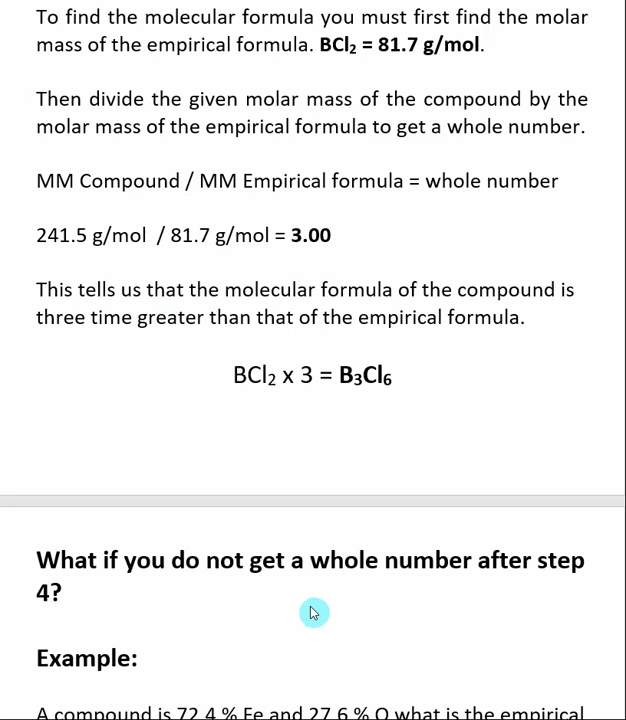 To find the molecular formula you must first find the molar
mass of the empirical formula. BCl₂ = 81.7 g/mol.
Then divide the given molar mass of the compound by the
molar mass of the empirical formula to get a whole number.
MM Compound / MM Empirical formula = whole number
241.5 g/mol / 81.7 g/mol = 3.00
This tells us that the molecular formula of the compound is
three time greater than that of the empirical formula.
BCl₂ x 3 = B₃Cl₆
What if you do not get a whole number after step
4?
Example:
A compound is 72.4 % Fe and 27.6 % O what is the empirical